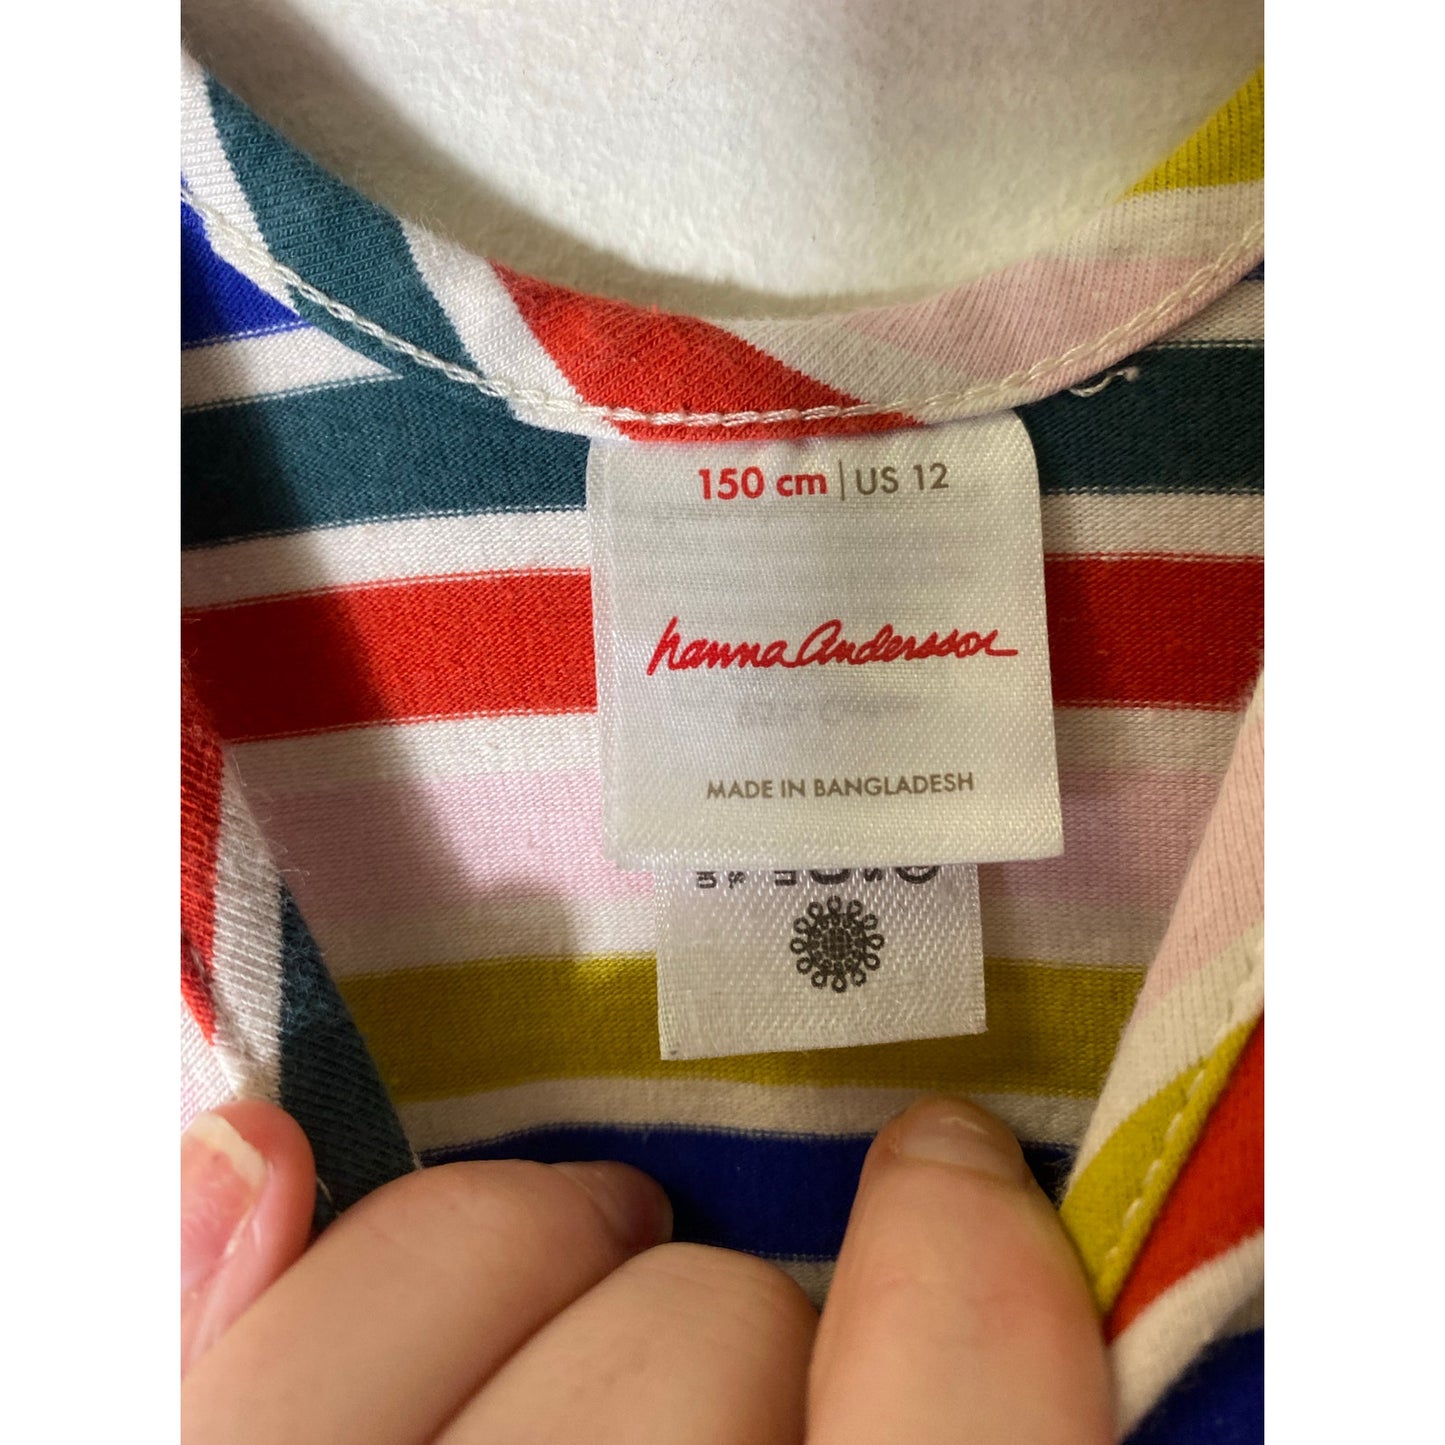 150 cm | US 12
hanna Andersson
MADE IN BANGLADESH